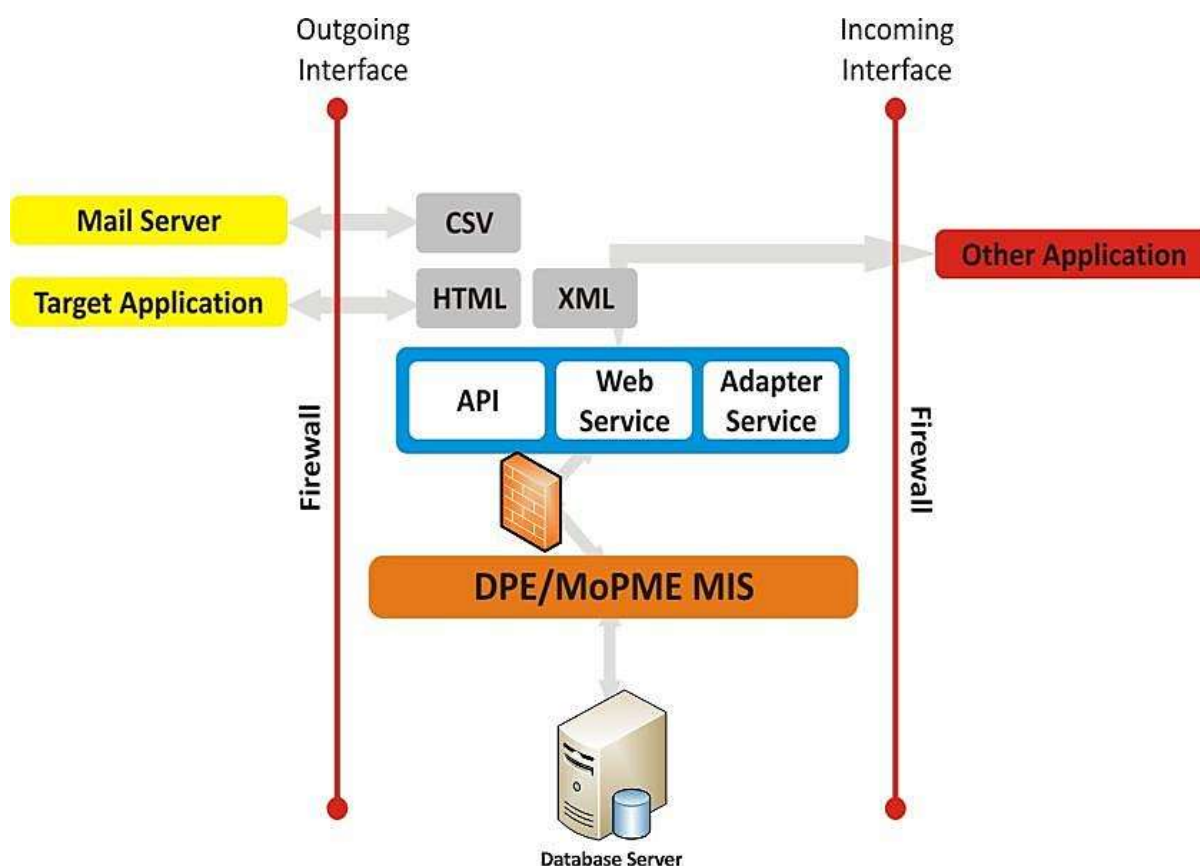 Outgoing
Interface
Incoming
Interface
Mail Server
CSV
Other Application
Target Application
HTML
XML
API
Web
Service
Adapter
Service
Firewall
Firewall
DPE/MoPME MIS
Database Server